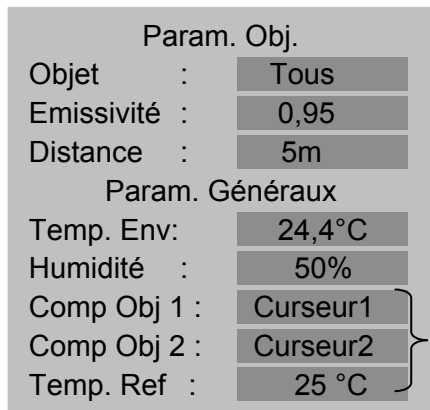 Param. Obj.
Objet : Tous
Emissivité : 0,95
Distance : 5m
Param. Généraux
Temp. Env: 24,4°C
Humidité : 50%
Comp Obj 1 : Curseur1
Comp Obj 2 : Curseur2
Temp. Ref : 25 °C